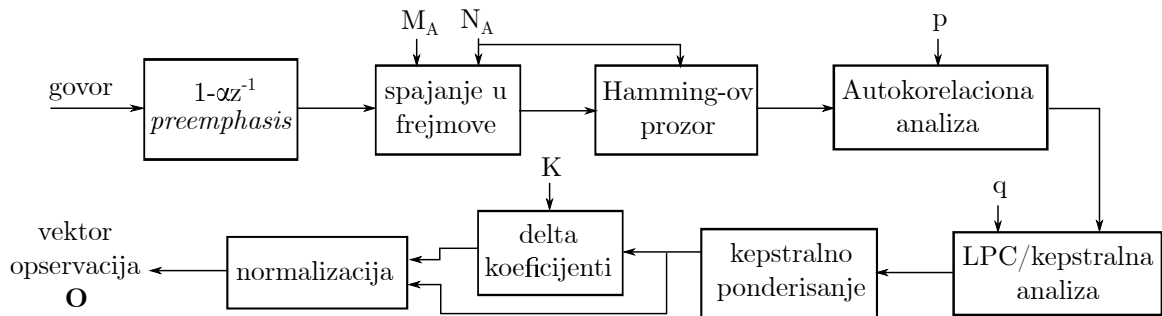 M_A
N_A
p
govor
1-αz⁻¹
preemphasis
spajanje u
frejmove
Hamming-ov
prozor
Autokorelaciona
analiza
K
q
vektor
opservacija
O
normalizacija
delta
koeficijenti
kepstralno
ponderisanje
LPC/kepstralna
analiza